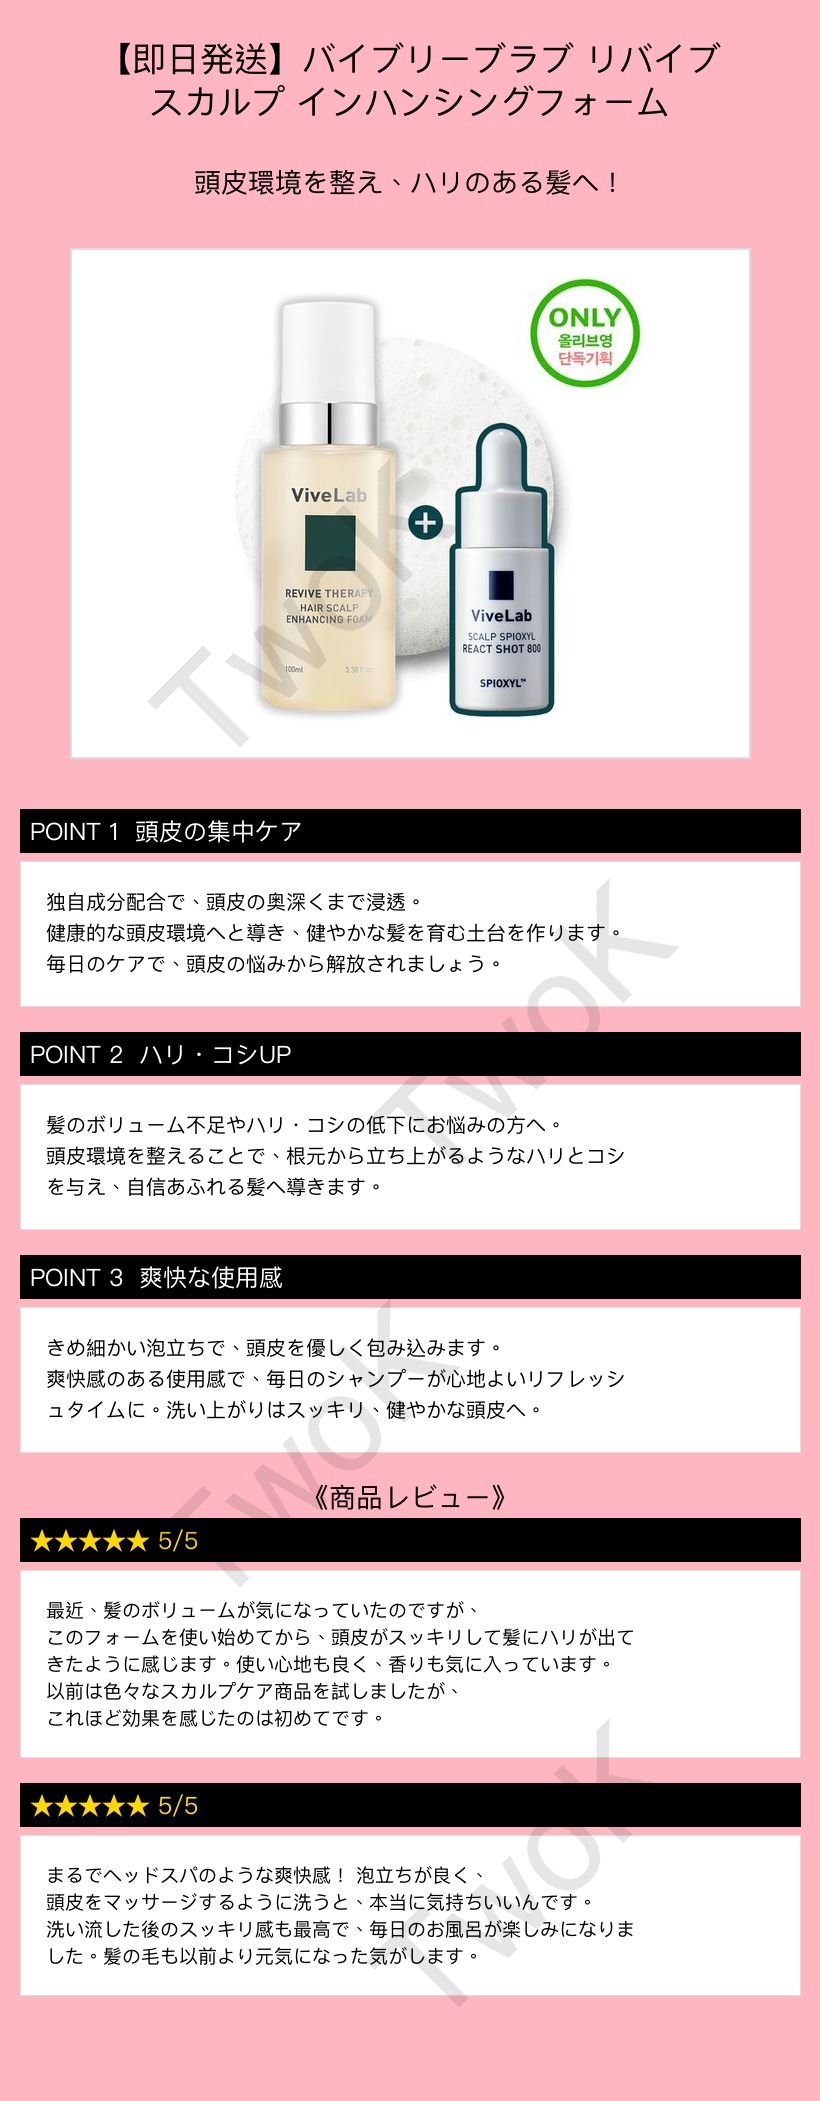 【即日発送】バイブリーブラブ リバイブ
スカルプ インハンシングフォーム
頭皮環境を整え、ハリのある髪へ！
ONLY
올리브영
단독기획
ViveLab
REVIVE THERAPY
HAIR SCALP
ENHANCING FOAM
100ml 3.38 fl.oz
ViveLab
SCALP SPIOXYL
REACT SHOT 800
SPIOXYL™
TwoK
POINT 1 頭皮の集中ケア
独自成分配合で、頭皮の奥深くまで浸透。
健康的な頭皮環境へと導き、健やかな髪を育む土台を作ります。
毎日のケアで、頭皮の悩みから解放されましょう。
TwoK
POINT 2 ハリ・コシUP
髪のボリューム不足やハリ・コシの低下にお悩みの方へ。
頭皮環境を整えることで、根元から立ち上がるようなハリとコシ
を与え、自信あふれる髪へ導きます。
POINT 3 爽快な使用感
きめ細かい泡立ちで、頭皮を優しく包み込みます。
爽快感のある使用感で、毎日のシャンプーが心地よいリフレッシ
ュタイムに。洗い上がりはスッキリ、健やかな頭皮へ。
TwoK
《商品レビュー》
★★★★★ 5/5
最近、髪のボリュームが気になっていたのですが、
このフォームを使い始めてから、頭皮がスッキリして髪にハリが出て
きたように感じます。使い心地も良く、香りも気に入っています。
以前は色々なスカルプケア商品を試しましたが、
これほど効果を感じたのは初めてです。
★★★★★ 5/5
まるでヘッドスパのような爽快感！ 泡立ちが良く、
頭皮をマッサージするように洗うと、本当に気持ちいいんです。
洗い流した後のスッキリ感も最高で、毎日のお風呂が楽しみになりま
した。髪の毛も以前より元気になった気がします。
TwoK